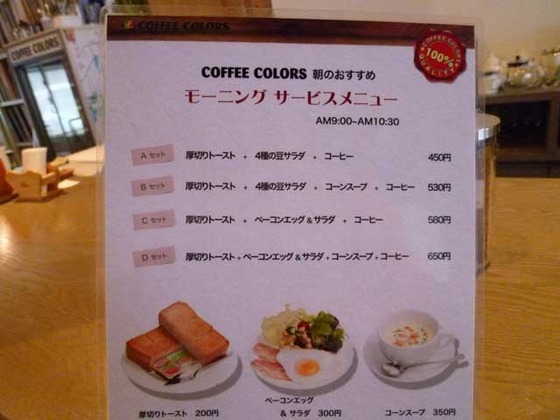 COFFEE COLORS
COFFEE COLORS
100%
QUALITY
COFFEE COLORS
COFFEE COLORS 朝のおすすめ
モーニング サービスメニュー
AM9:00~AM10:30
A セット 厚切りトースト + 4種の豆サラダ + コーヒー 450円
B セット 厚切りトースト + 4種の豆サラダ + コーンスープ + コーヒー 530円
C セット 厚切りトースト + ベーコンエッグ&サラダ + コーヒー 580円
D セット 厚切りトースト+ベーコンエッグ&サラダ+コーンスープ+コーヒー 650円
厚切りトースト 200円
ベーコンエッグ
&サラダ 300円
コーンスープ 350円